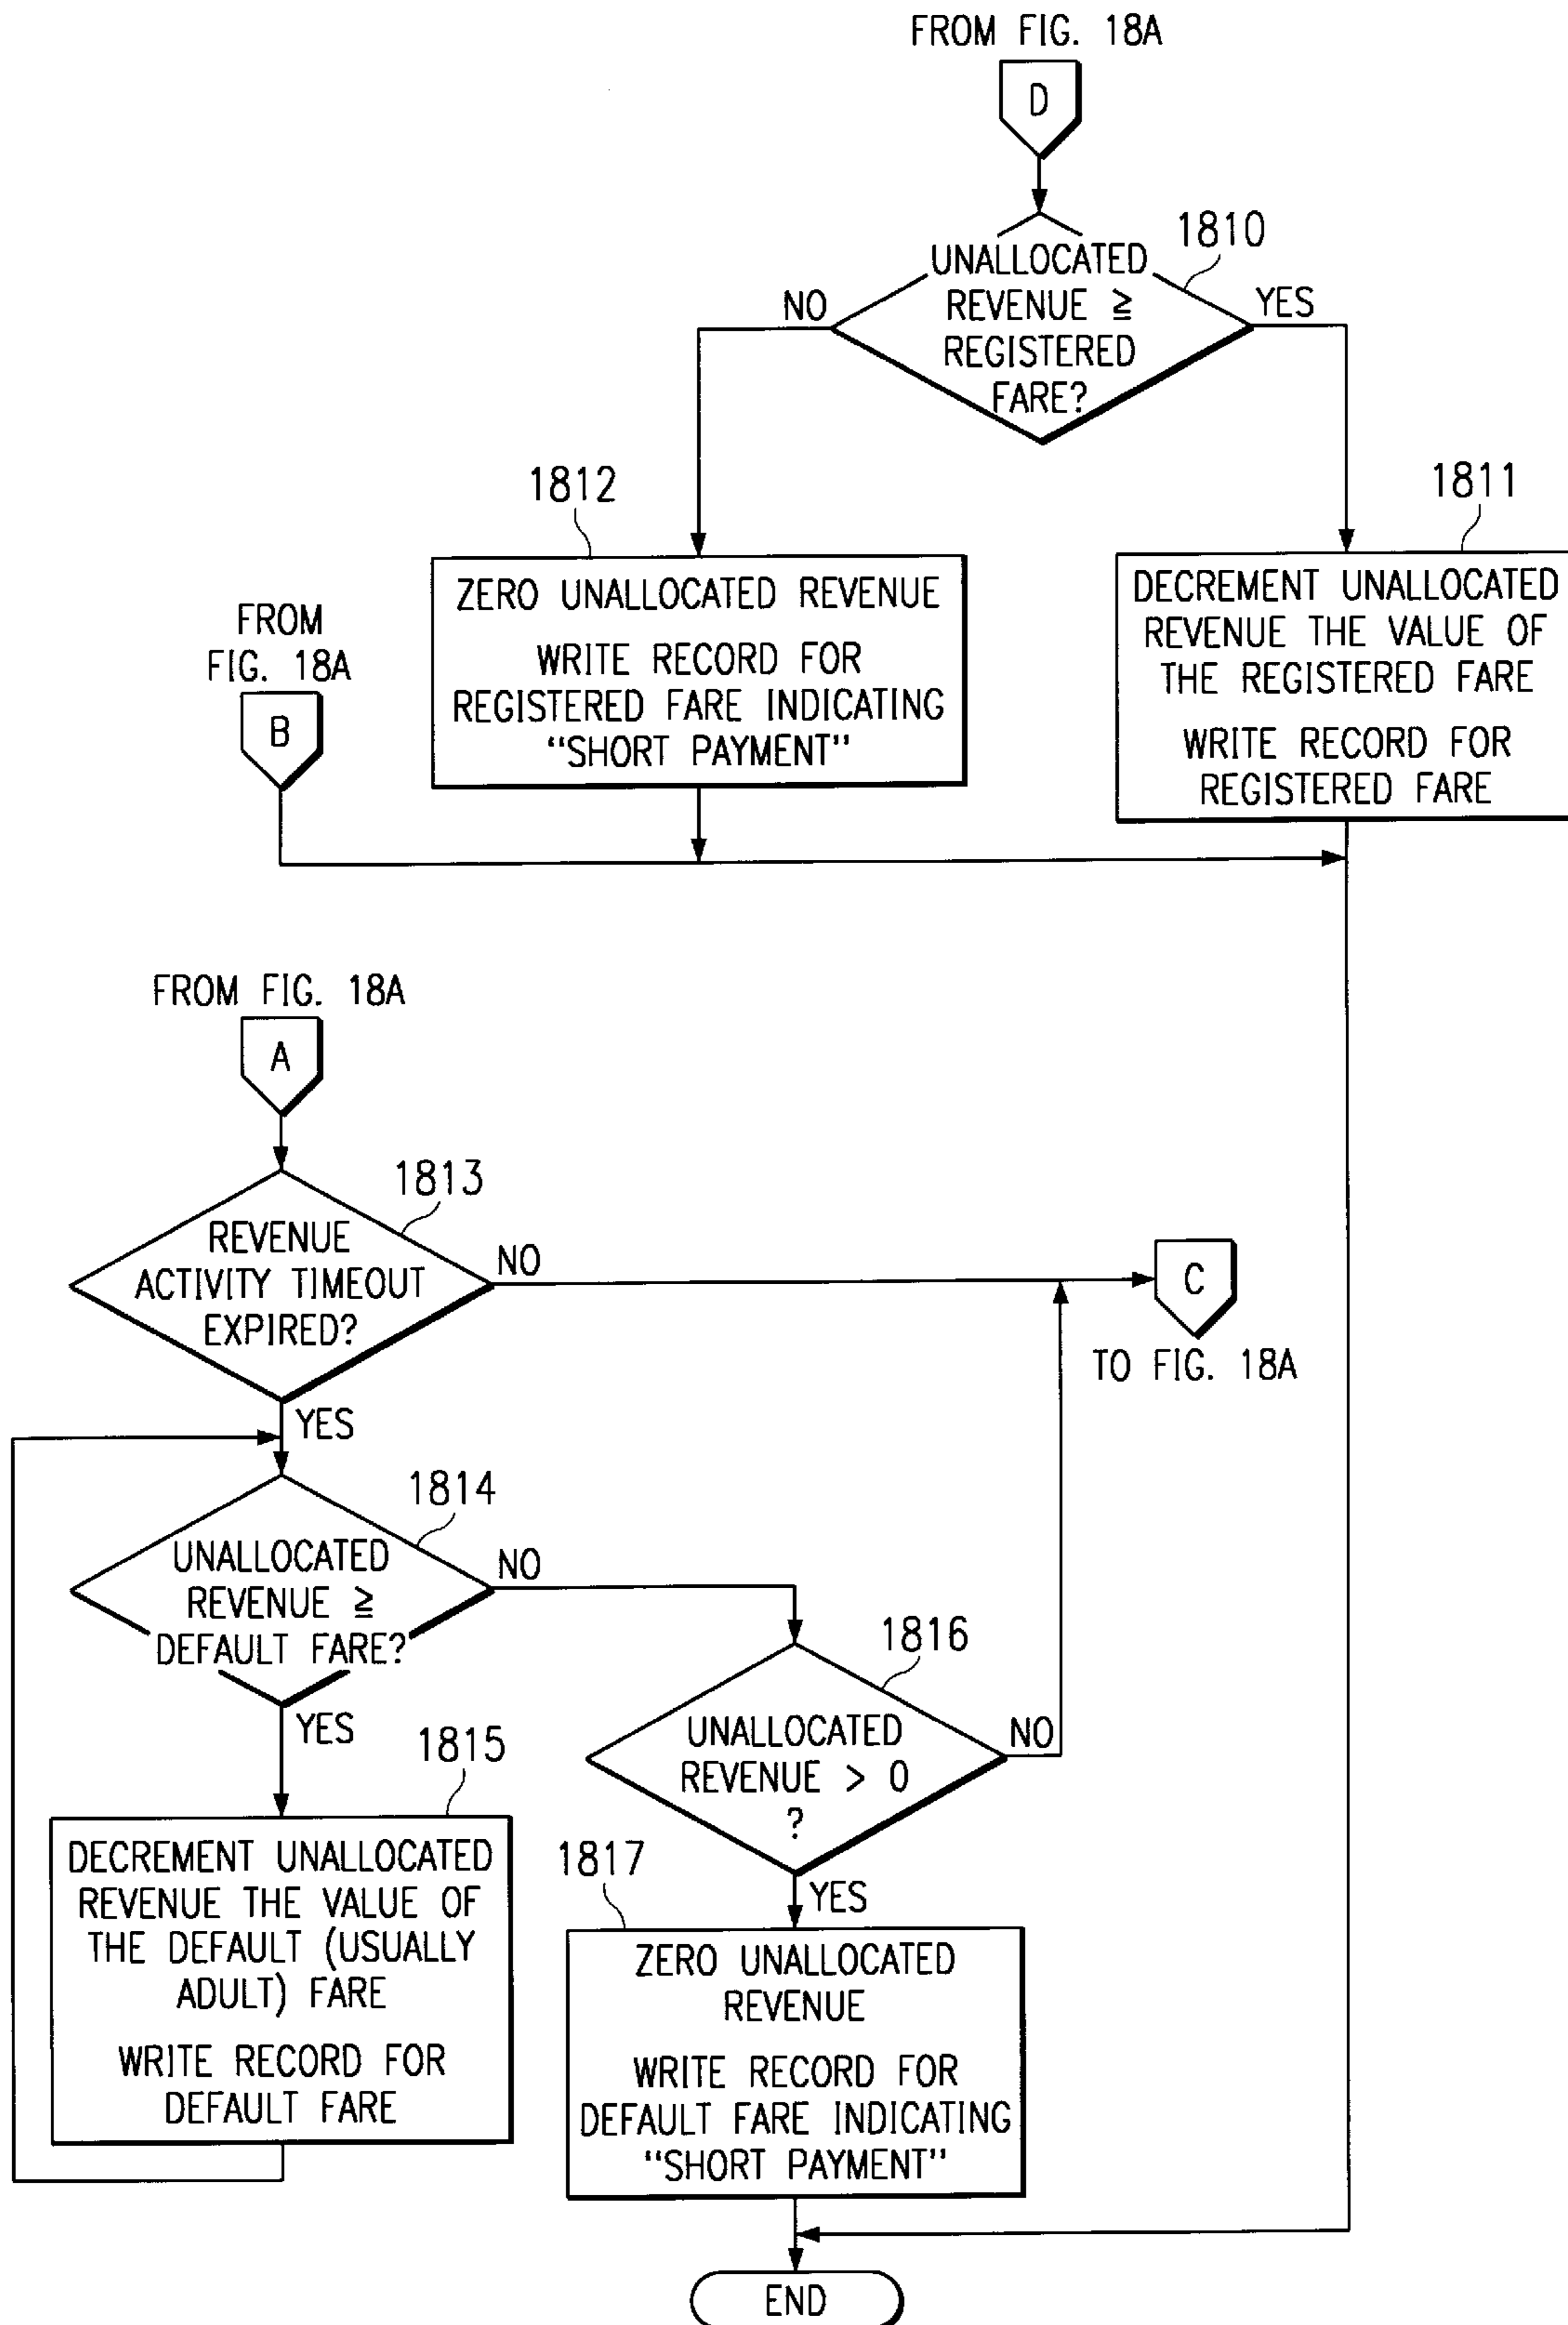 FROM FIG. 18A
D
1810
UNALLOCATED
REVENUE ≧
REGISTERED
FARE?
NO
YES
1812
ZERO UNALLOCATED REVENUE
WRITE RECORD FOR
REGISTERED FARE INDICATING
"SHORT PAYMENT"
1811
DECREMENT UNALLOCATED
REVENUE THE VALUE OF
THE REGISTERED FARE
WRITE RECORD FOR
REGISTERED FARE
FROM
FIG. 18A
B
FROM FIG. 18A
A
1813
REVENUE
ACTIVITY TIMEOUT
EXPIRED?
NO
C
TO FIG. 18A
YES
1814
UNALLOCATED
REVENUE ≧
DEFAULT FARE?
NO
YES
1816
UNALLOCATED
REVENUE > 0
?
NO
YES
1815
DECREMENT UNALLOCATED
REVENUE THE VALUE OF
THE DEFAULT (USUALLY
ADULT) FARE
WRITE RECORD FOR
DEFAULT FARE
1817
ZERO UNALLOCATED
REVENUE
WRITE RECORD FOR
DEFAULT FARE INDICATING
"SHORT PAYMENT"
END